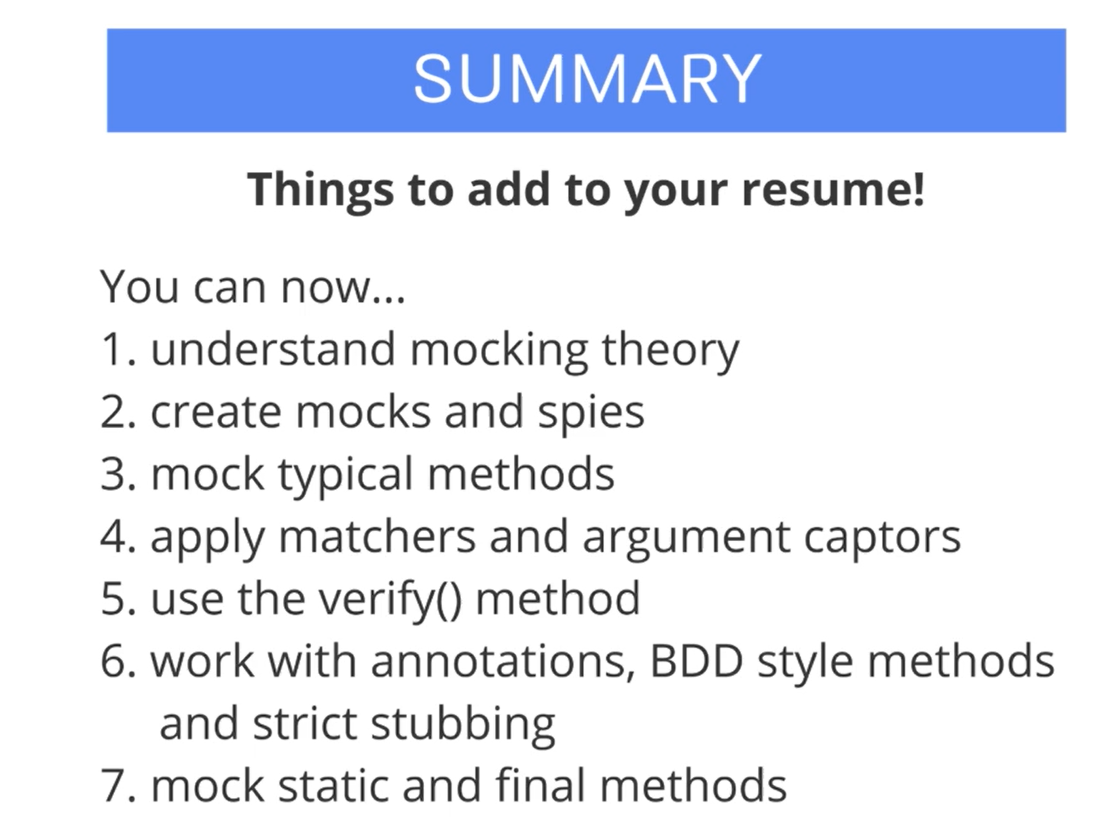 SUMMARY
Things to add to your resume!
You can now...
1. understand mocking theory
2. create mocks and spies
3. mock typical methods
4. apply matchers and argument captors
5. use the verify() method
6. work with annotations, BDD style methods
and strict stubbing
7. mock static and final methods